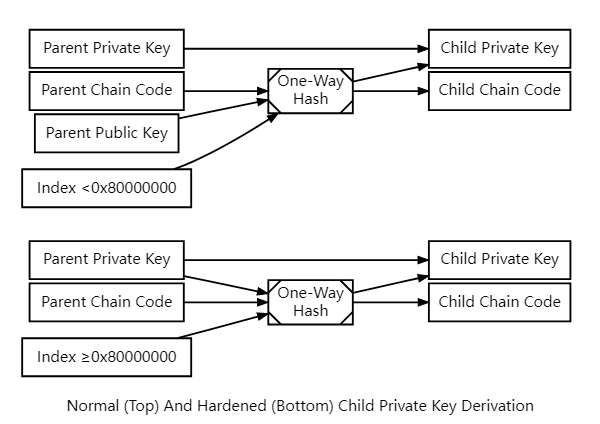 Parent Private Key
Child Private Key
Parent Chain Code
One-Way
Hash
Child Chain Code
Parent Public Key
Index <0x80000000
Parent Private Key
Child Private Key
Parent Chain Code
One-Way
Hash
Child Chain Code
Index ≥0x80000000
Normal (Top) And Hardened (Bottom) Child Private Key Derivation